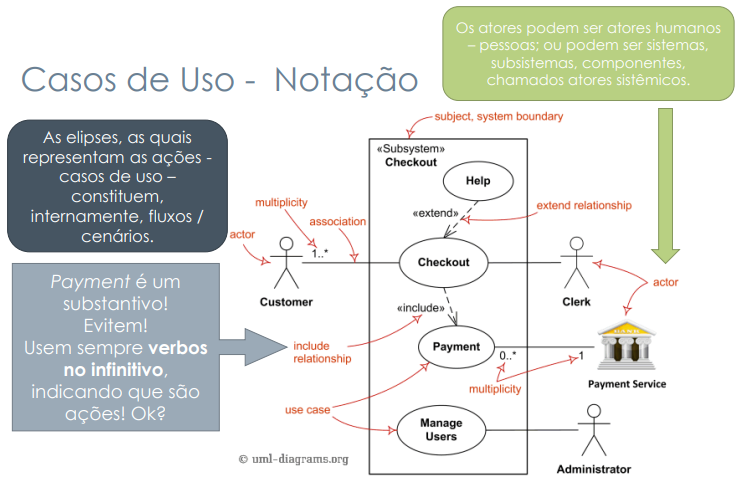 Os atores podem ser atores humanos
– pessoas; ou podem ser sistemas,
subsistemas, componentes,
chamados atores sistêmicos.
Casos de Uso - Notação
As elipses, as quais
representam as ações -
casos de uso –
constituem,
internamente, fluxos /
cenários.
Payment é um
substantivo!
Evitem!
Usem sempre verbos
no infinitivo,
indicando que são
ações! Ok?
subject, system boundary
«Subsystem»
Checkout
Help
«extend»
extend relationship
multiplicity
association
actor
1..*
Customer
Checkout
Clerk
actor
«include»
include
relationship
Payment
0..*
1
multiplicity
BANK
Payment Service
use case
Manage
Users
Administrator
© uml-diagrams.org